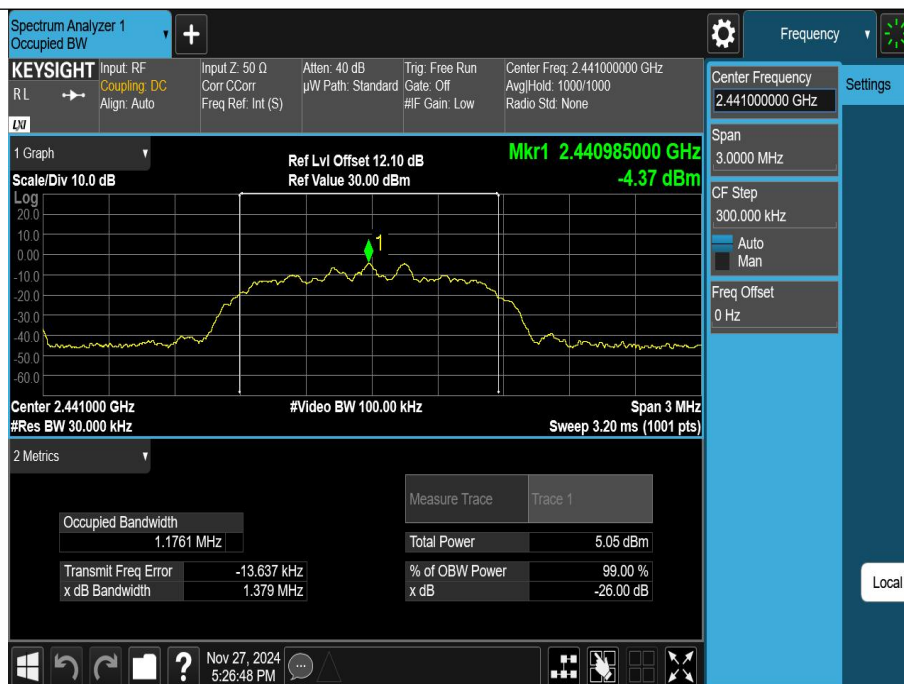 Spectrum Analyzer 1
Occupied BW
Frequency
KEYSIGHT
R L
LXI
Input: RF
Coupling: DC
Align: Auto
Input Z: 50 Ω
Corr CCorr
Freq Ref: Int (S)
Atten: 40 dB
µW Path: Standard
Trig: Free Run
Gate: Off
#IF Gain: Low
Center Freq: 2.441000000 GHz
Avg|Hold: 1000/1000
Radio Std: None
Center Frequency
2.441000000 GHz
Settings
Span
3.0000 MHz
CF Step
300.000 kHz
Auto
Man
Freq Offset
0 Hz
Local
1 Graph
Scale/Div 10.0 dB
Ref Lvl Offset 12.10 dB
Ref Value 30.00 dBm
Mkr1 2.440985000 GHz
-4.37 dBm
Log
20.0
10.0
0.00
-10.0
-20.0
-30.0
-40.0
-50.0
-60.0
1
Center 2.441000 GHz
#Res BW 30.000 kHz
#Video BW 100.00 kHz
Span 3 MHz
Sweep 3.20 ms (1001 pts)
2 Metrics
Measure Trace Trace 1
Occupied Bandwidth
1.1761 MHz
Total Power 5.05 dBm
Transmit Freq Error -13.637 kHz
% of OBW Power 99.00 %
x dB Bandwidth 1.379 MHz
x dB -26.00 dB
?
Nov 27, 2024
5:26:48 PM